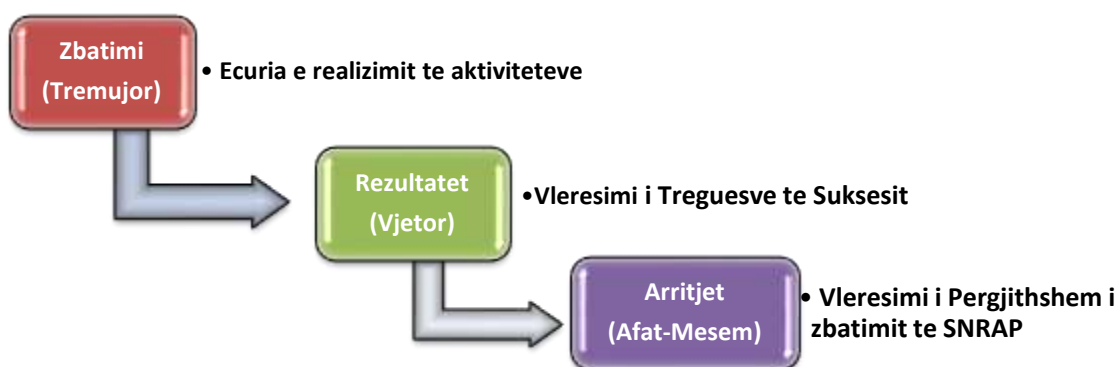 Zbatimi
(Tremujor)
• Ecuria e realizimit te aktiviteteve
Rezultatet
(Vjetor)
•Vleresimi i Treguesve te Suksesit
Arritjet
(Afat-Mesem)
• Vleresimi i Pergjithshem i
zbatimit te SNRAP